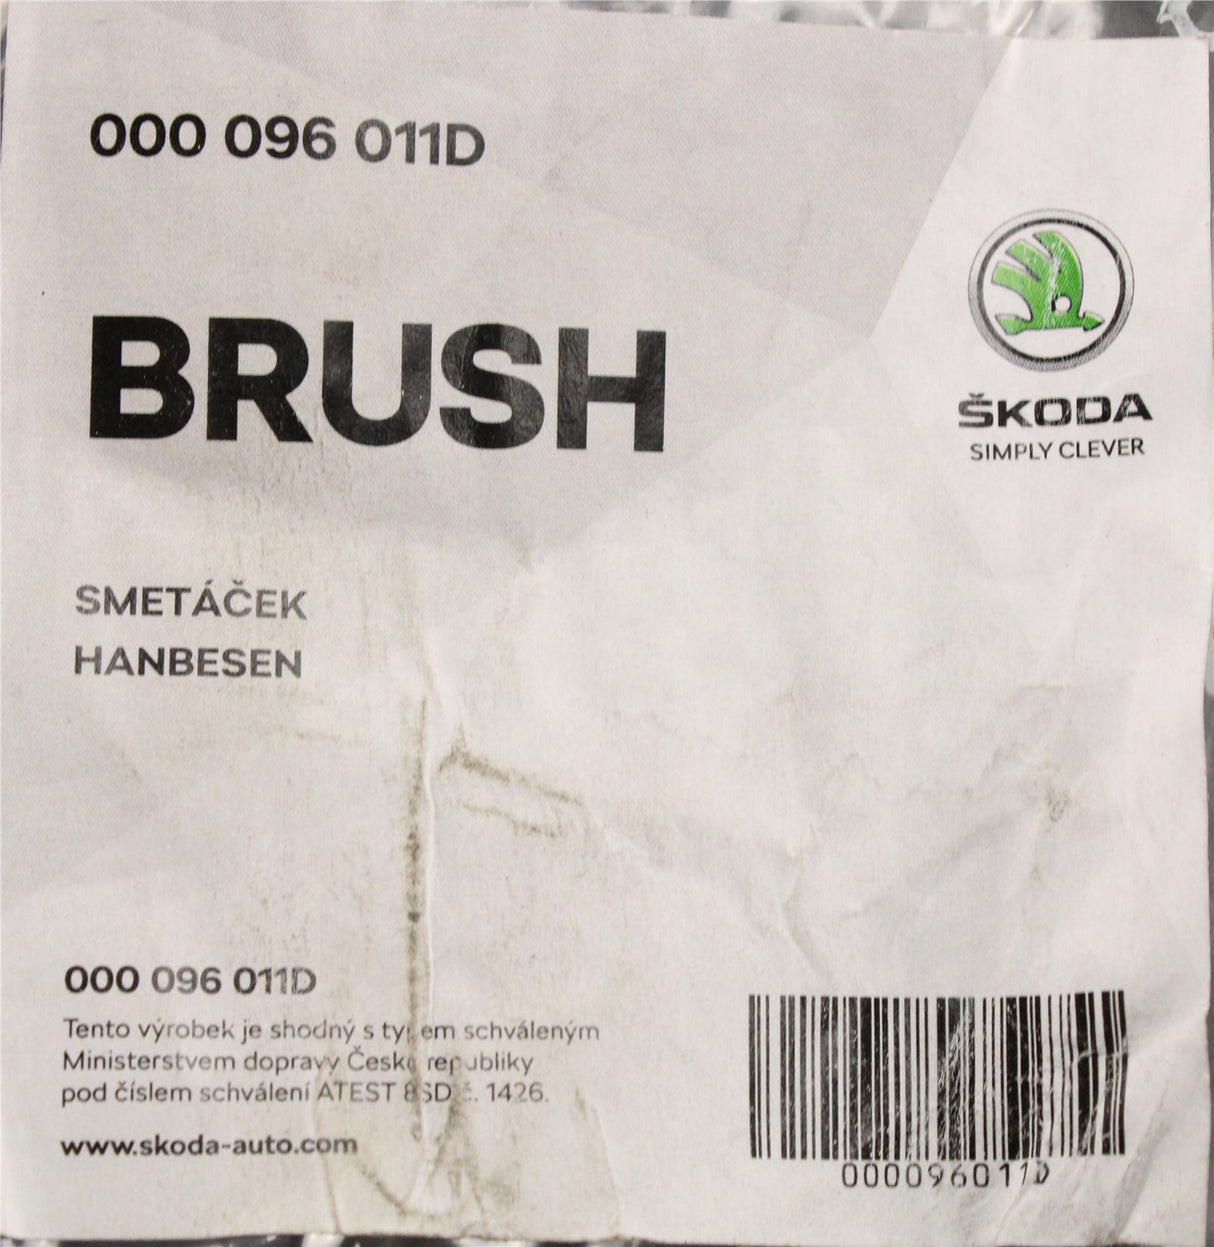 000 096 011D
BRUSH
ŠKODA
SIMPLY CLEVER
SMETÁČEK
HANBESEN
000 096 011D
Tento výrobek je shodný s typem schváleným
Ministerstvem dopravy České republiky
pod číslem schválení ATEST 8SD č. 1426.
www.skoda-auto.com
000096011D